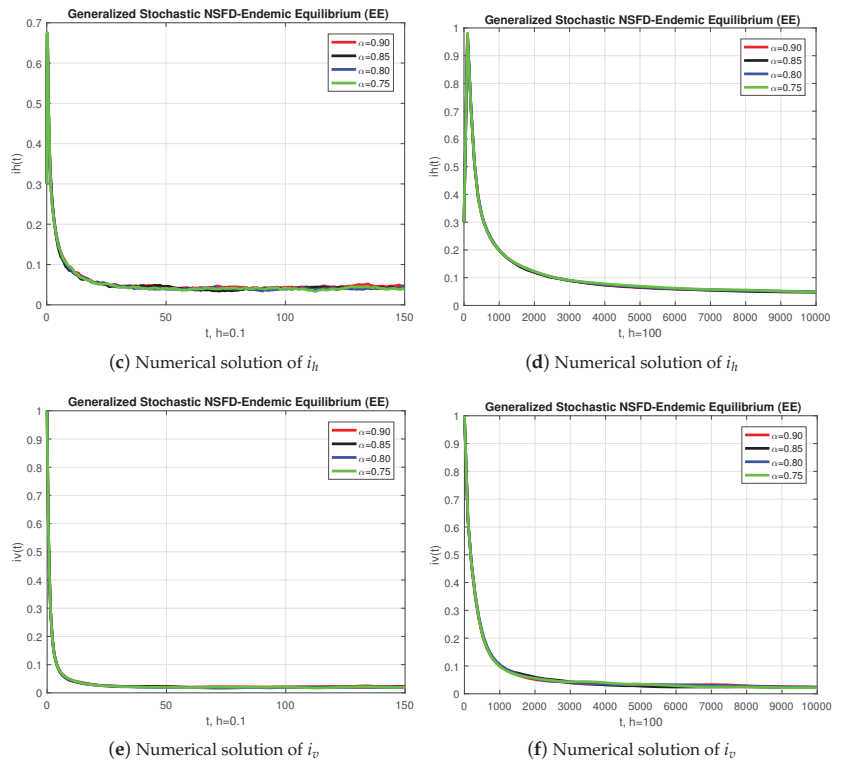 Generalized Stochastic NSFD-Endemic Equilibrium (EE)
0.7
0.6
0.5
0.4
0.3
0.2
0.1
0
ih(t)
α=0.90
α=0.85
α=0.80
α=0.75
0 50 100 150
t, h=0.1
(c) Numerical solution of i_h
Generalized Stochastic NSFD-Endemic Equilibrium (EE)
1
0.9
0.8
0.7
0.6
0.5
0.4
0.3
0.2
0.1
0
ih(t)
α=0.90
α=0.85
α=0.80
α=0.75
0 1000 2000 3000 4000 5000 6000 7000 8000 9000 10000
t, h=100
(d) Numerical solution of i_h
Generalized Stochastic NSFD-Endemic Equilibrium (EE)
1
0.9
0.8
0.7
0.6
0.5
0.4
0.3
0.2
0.1
0
iv(t)
α=0.90
α=0.85
α=0.80
α=0.75
0 50 100 150
t, h=0.1
(e) Numerical solution of i_v
Generalized Stochastic NSFD-Endemic Equilibrium (EE)
1
0.9
0.8
0.7
0.6
0.5
0.4
0.3
0.2
0.1
0
iv(t)
α=0.90
α=0.85
α=0.80
α=0.75
0 1000 2000 3000 4000 5000 6000 7000 8000 9000 10000
t, h=100
(f) Numerical solution of i_v